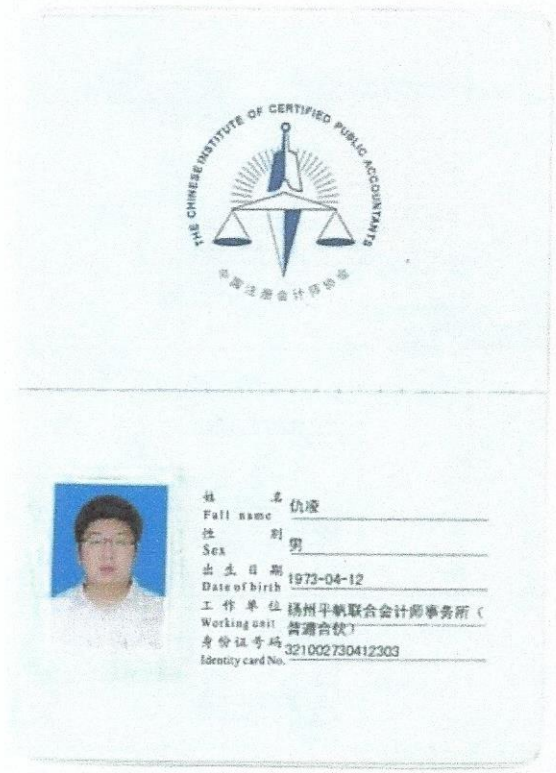 THE CHINESE INSTITUTE OF CERTIFIED PUBLIC ACCOUNTANTS
中国注册会计师协会
姓 名
Full name
仇凌
性 别
Sex
男
出生日期
Date of birth
1973-04-12
工作单位
Working unit
扬州平帆联合会计师事务所（
普通合伙）
身份证号码
Identity card No.
321002730412303